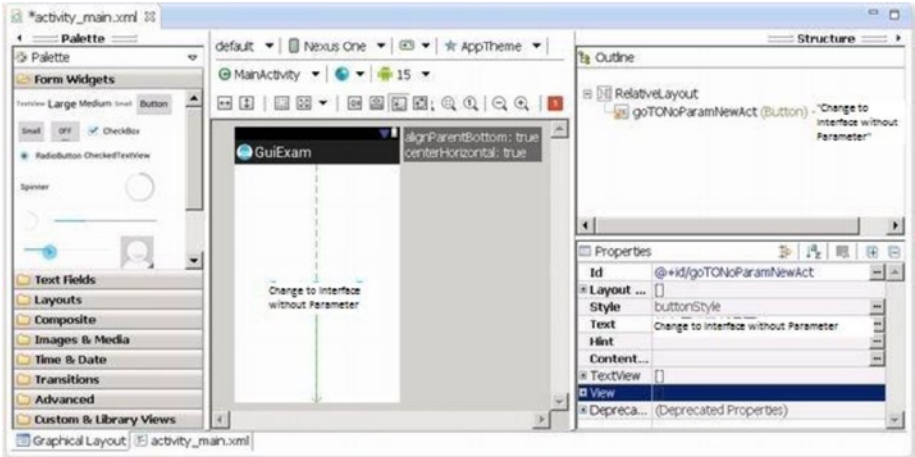 *activity_main.xml
Palette
Palette
Form Widgets
TextView Large Medium Small Button
Small OFF CheckBox
RadioButton CheckedTextView
Spinner
Text Fields
Layouts
Composite
Images & Media
Time & Date
Transitions
Advanced
Custom & Library Views
default Nexus One AppTheme
MainActivity 15
1
GuiExam
alignParentBottom: true
centerHorizontal: true
Change to Interface
without Parameter
Structure
Outline
RelativeLayout
goTONoParamNewAct (Button) - "Change to
Interface without
Parameter"
Properties
Id @+id/goTONoParamNewAct
Layout ... []
Style buttonStyle
Text Change to Interface without Parameter
Hint
Content...
TextView []
View []
Depreca... (Deprecated Properties)
Graphical Layout activity_main.xml